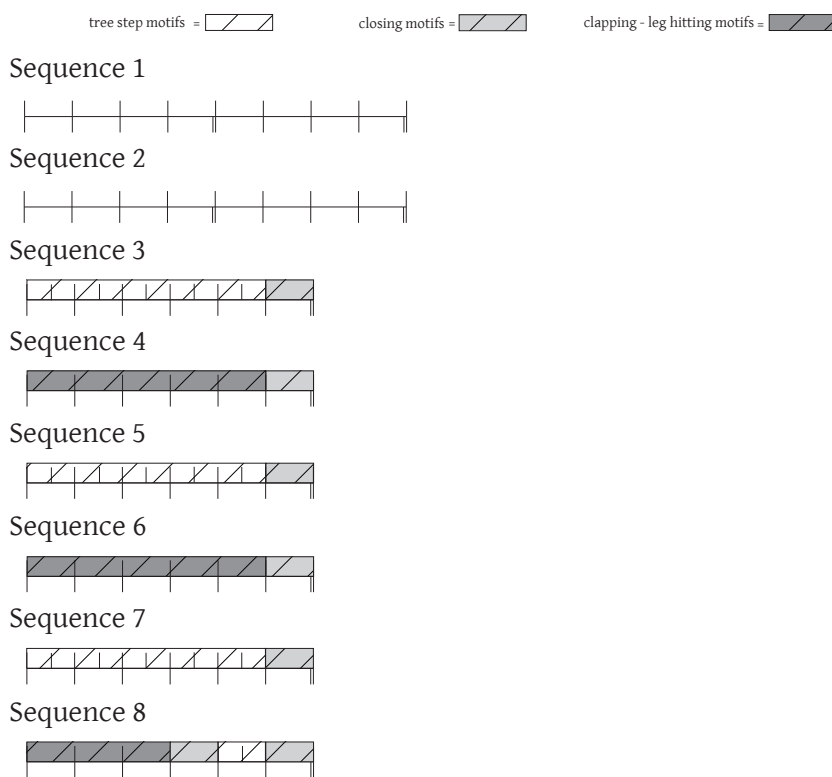 tree step motifs = closing motifs = clapping - leg hitting motifs =
Sequence 1
Sequence 2
Sequence 3
Sequence 4
Sequence 5
Sequence 6
Sequence 7
Sequence 8